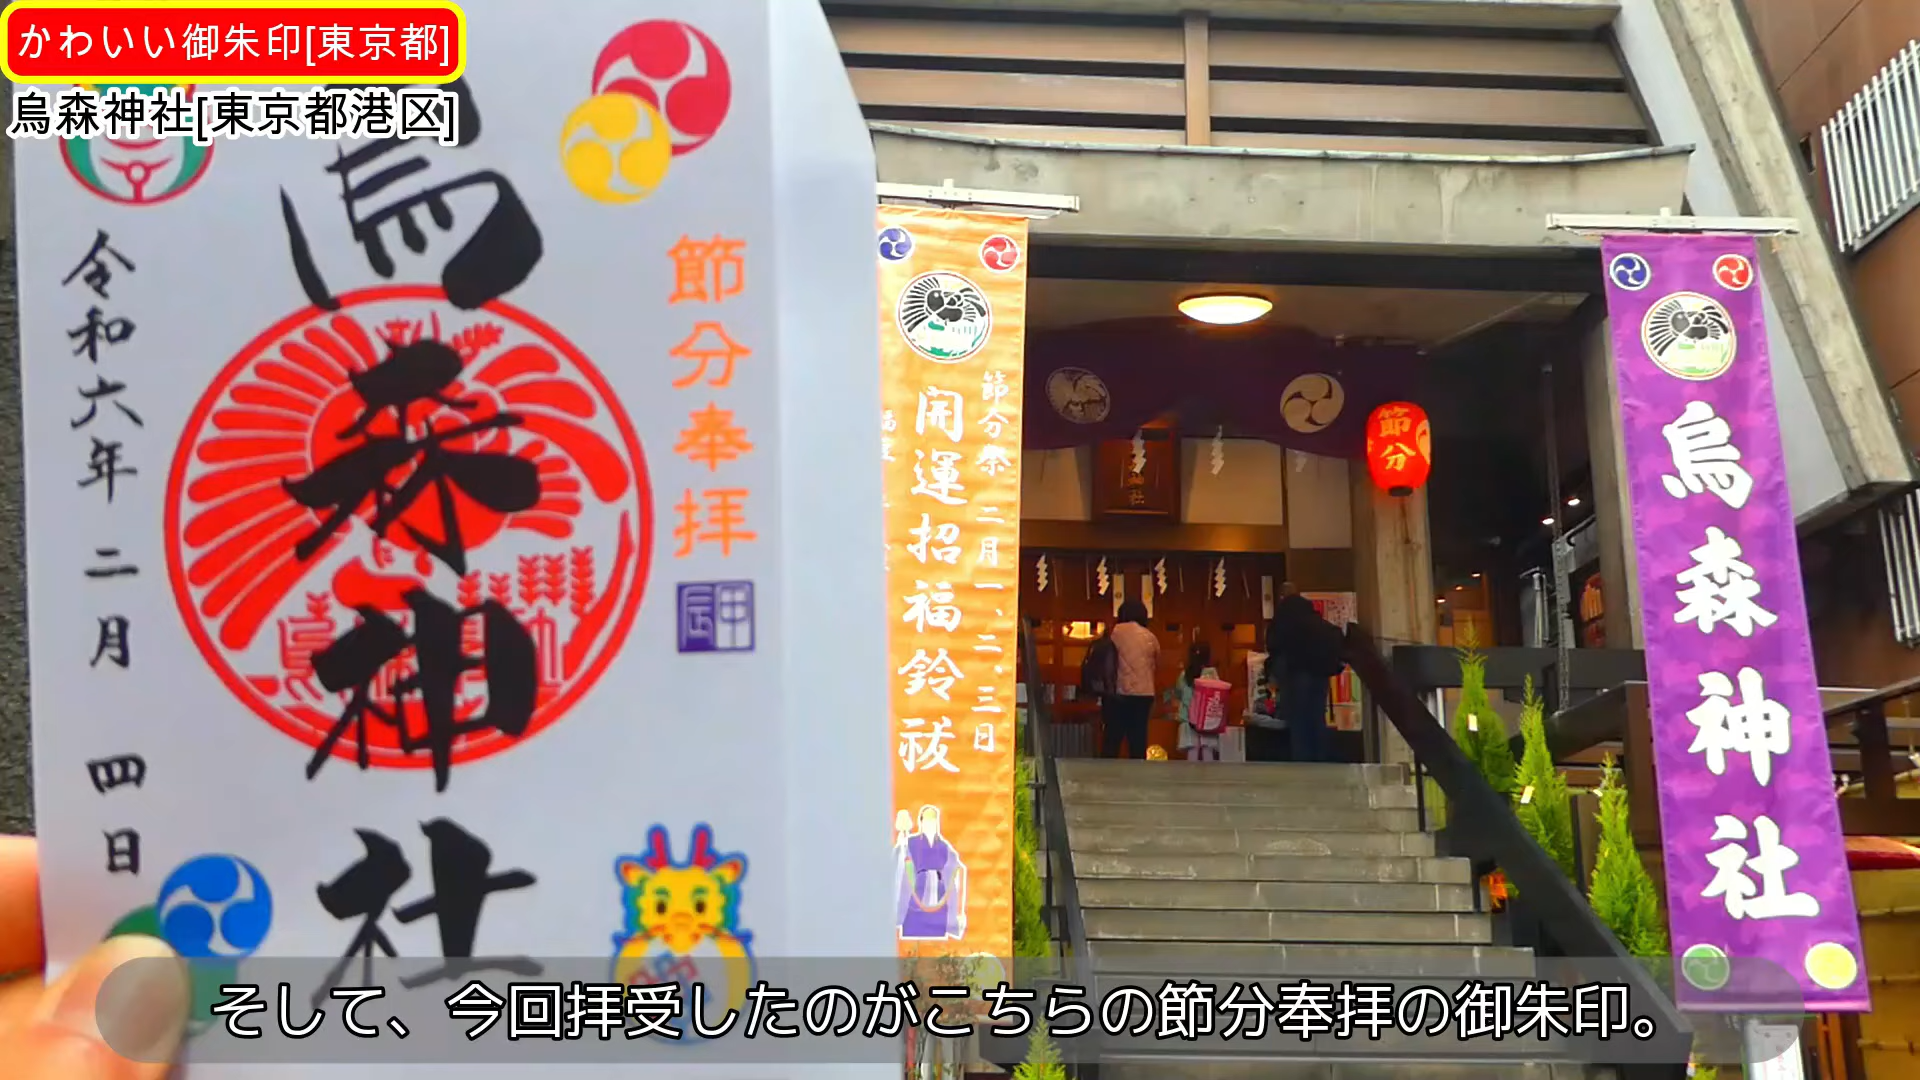 かわいい御朱印[東京都]
烏森神社[東京都港区]
節分奉拝
甲辰
烏森神社
令和六年 二月 四日
節分祭 二月一、二、三日
開運招福鈴祓
節分
烏森神社
そして、今回拝受したのがこちらの節分奉拝の御朱印。